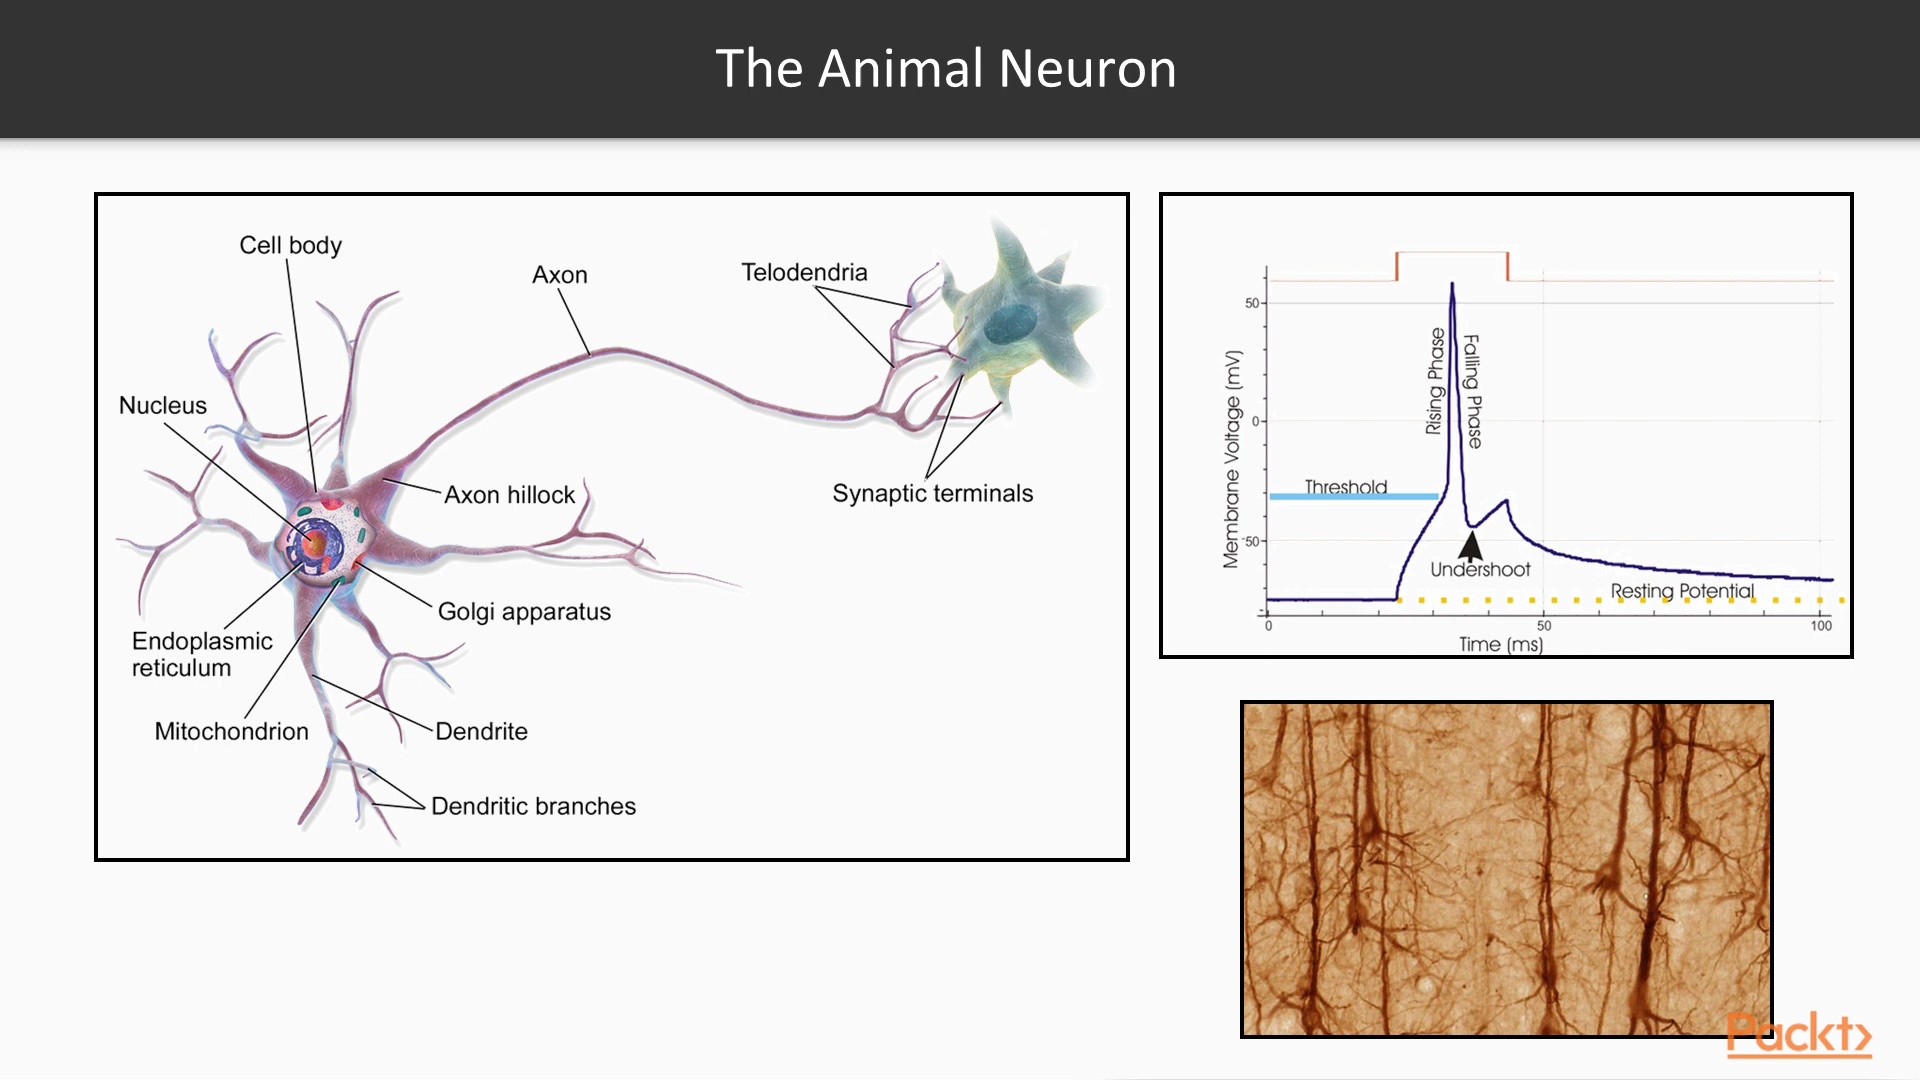 The Animal Neuron
Cell body
Axon
Telodendria
Nucleus
Axon hillock
Synaptic terminals
Golgi apparatus
Endoplasmic
reticulum
Mitochondrion
Dendrite
Dendritic branches
50
0
-50
Membrane Voltage (mV)
Rising Phase
Falling Phase
Threshold
Undershoot
Resting Potential
0
50
100
Time (ms)
Packt>